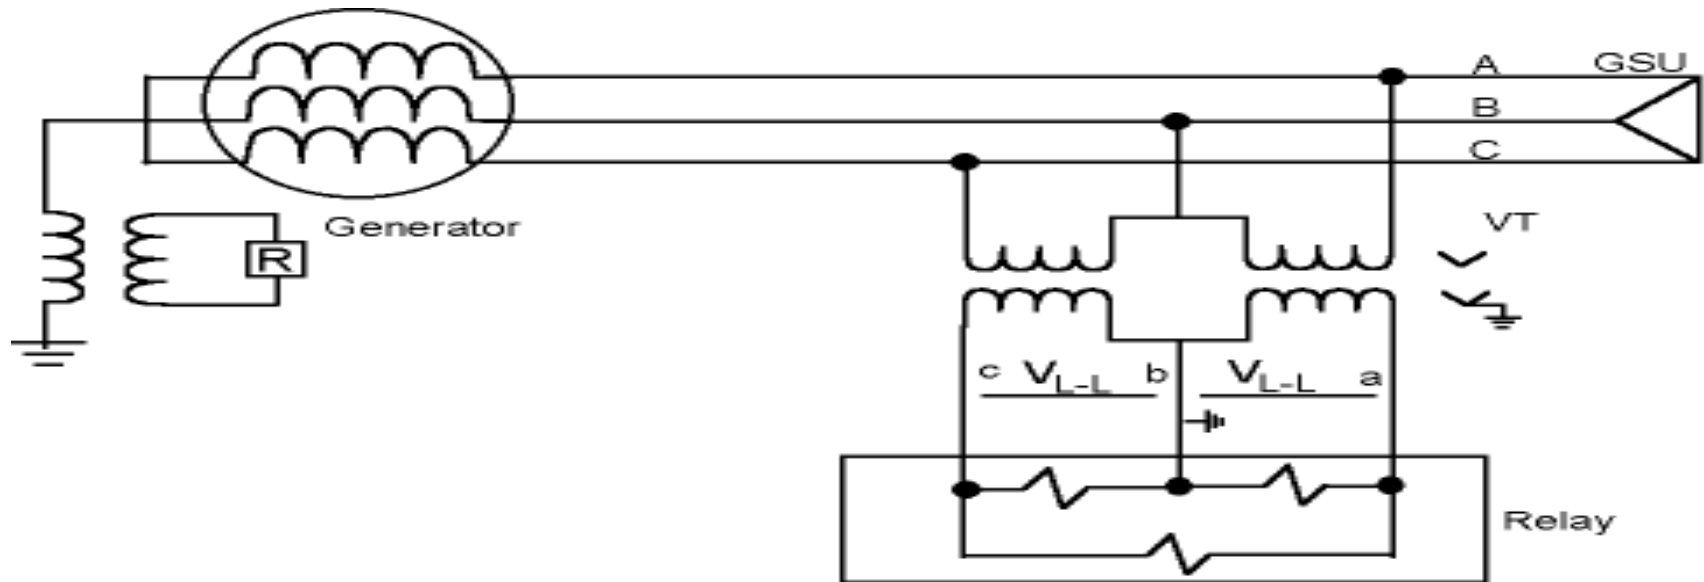 A
GSU
B
C
Generator
R
VT
c V L-L b V L-L a
Relay